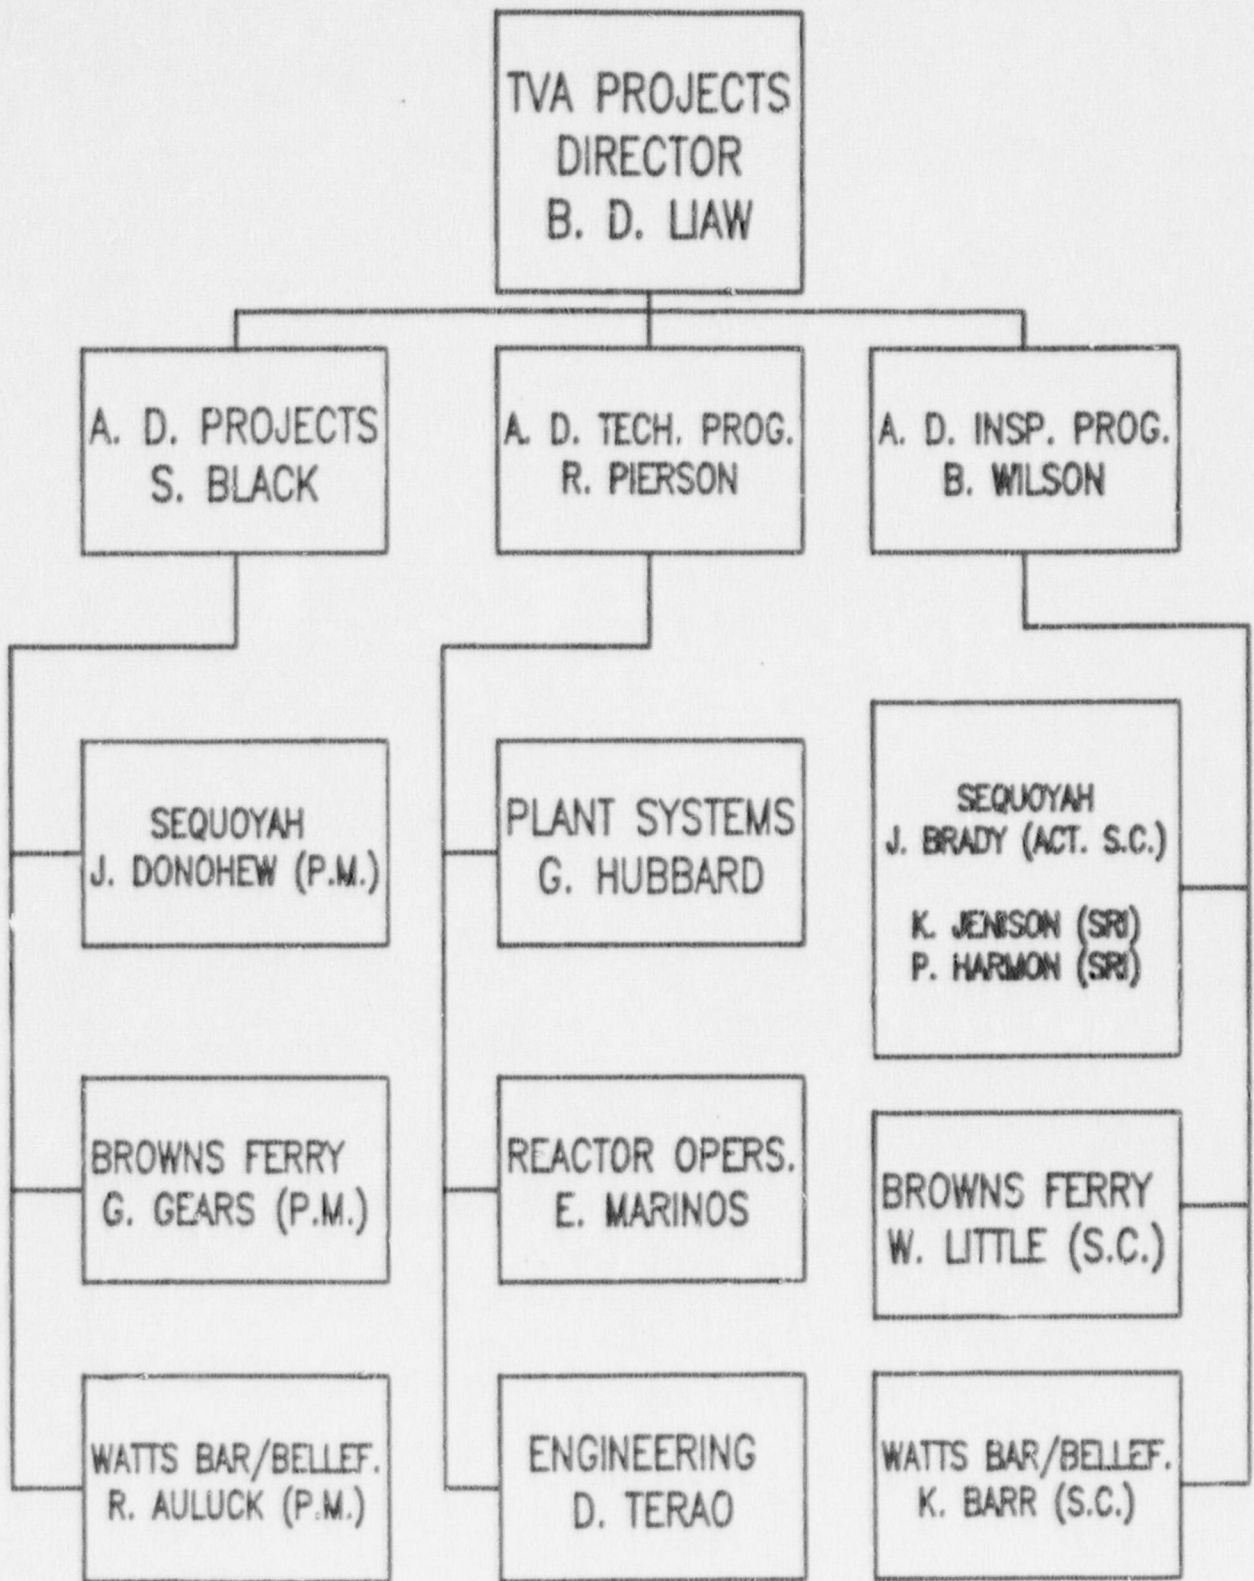 TVA PROJECTS
DIRECTOR
B. D. LIAW
A. D. PROJECTS
S. BLACK
A. D. TECH. PROG.
R. PIERSON
A. D. INSP. PROG.
B. WILSON
SEQUOYAH
J. DONOHEW (P.M.)
BROWNS FERRY
G. GEARS (P.M.)
WATTS BAR/BELLEF.
R. AULUCK (P.M.)
PLANT SYSTEMS
G. HUBBARD
REACTOR OPERS.
E. MARINOS
ENGINEERING
D. TERAO
SEQUOYAH
J. BRADY (ACT. S.C.)
K. JENISON (SRI)
P. HARMON (SRI)
BROWNS FERRY
W. LITTLE (S.C.)
WATTS BAR/BELLEF.
K. BARR (S.C.)